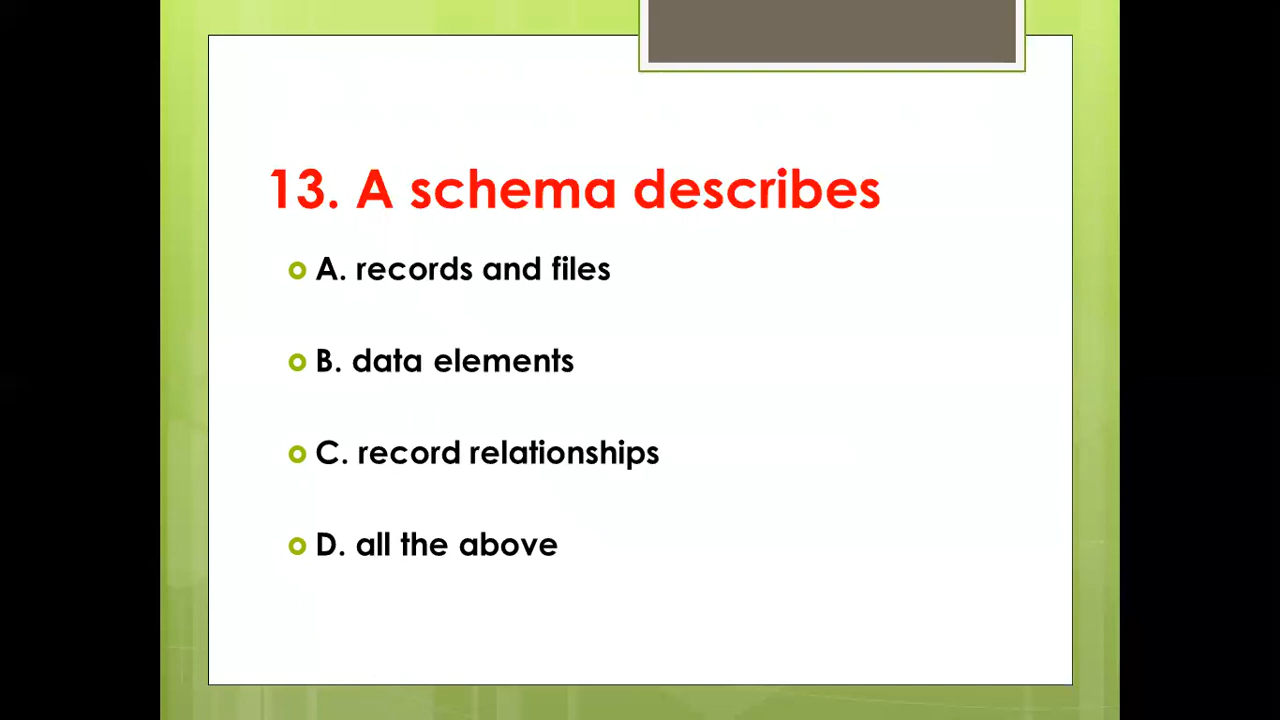 13. A schema describes
A. records and files
B. data elements
C. record relationships
D. all the above